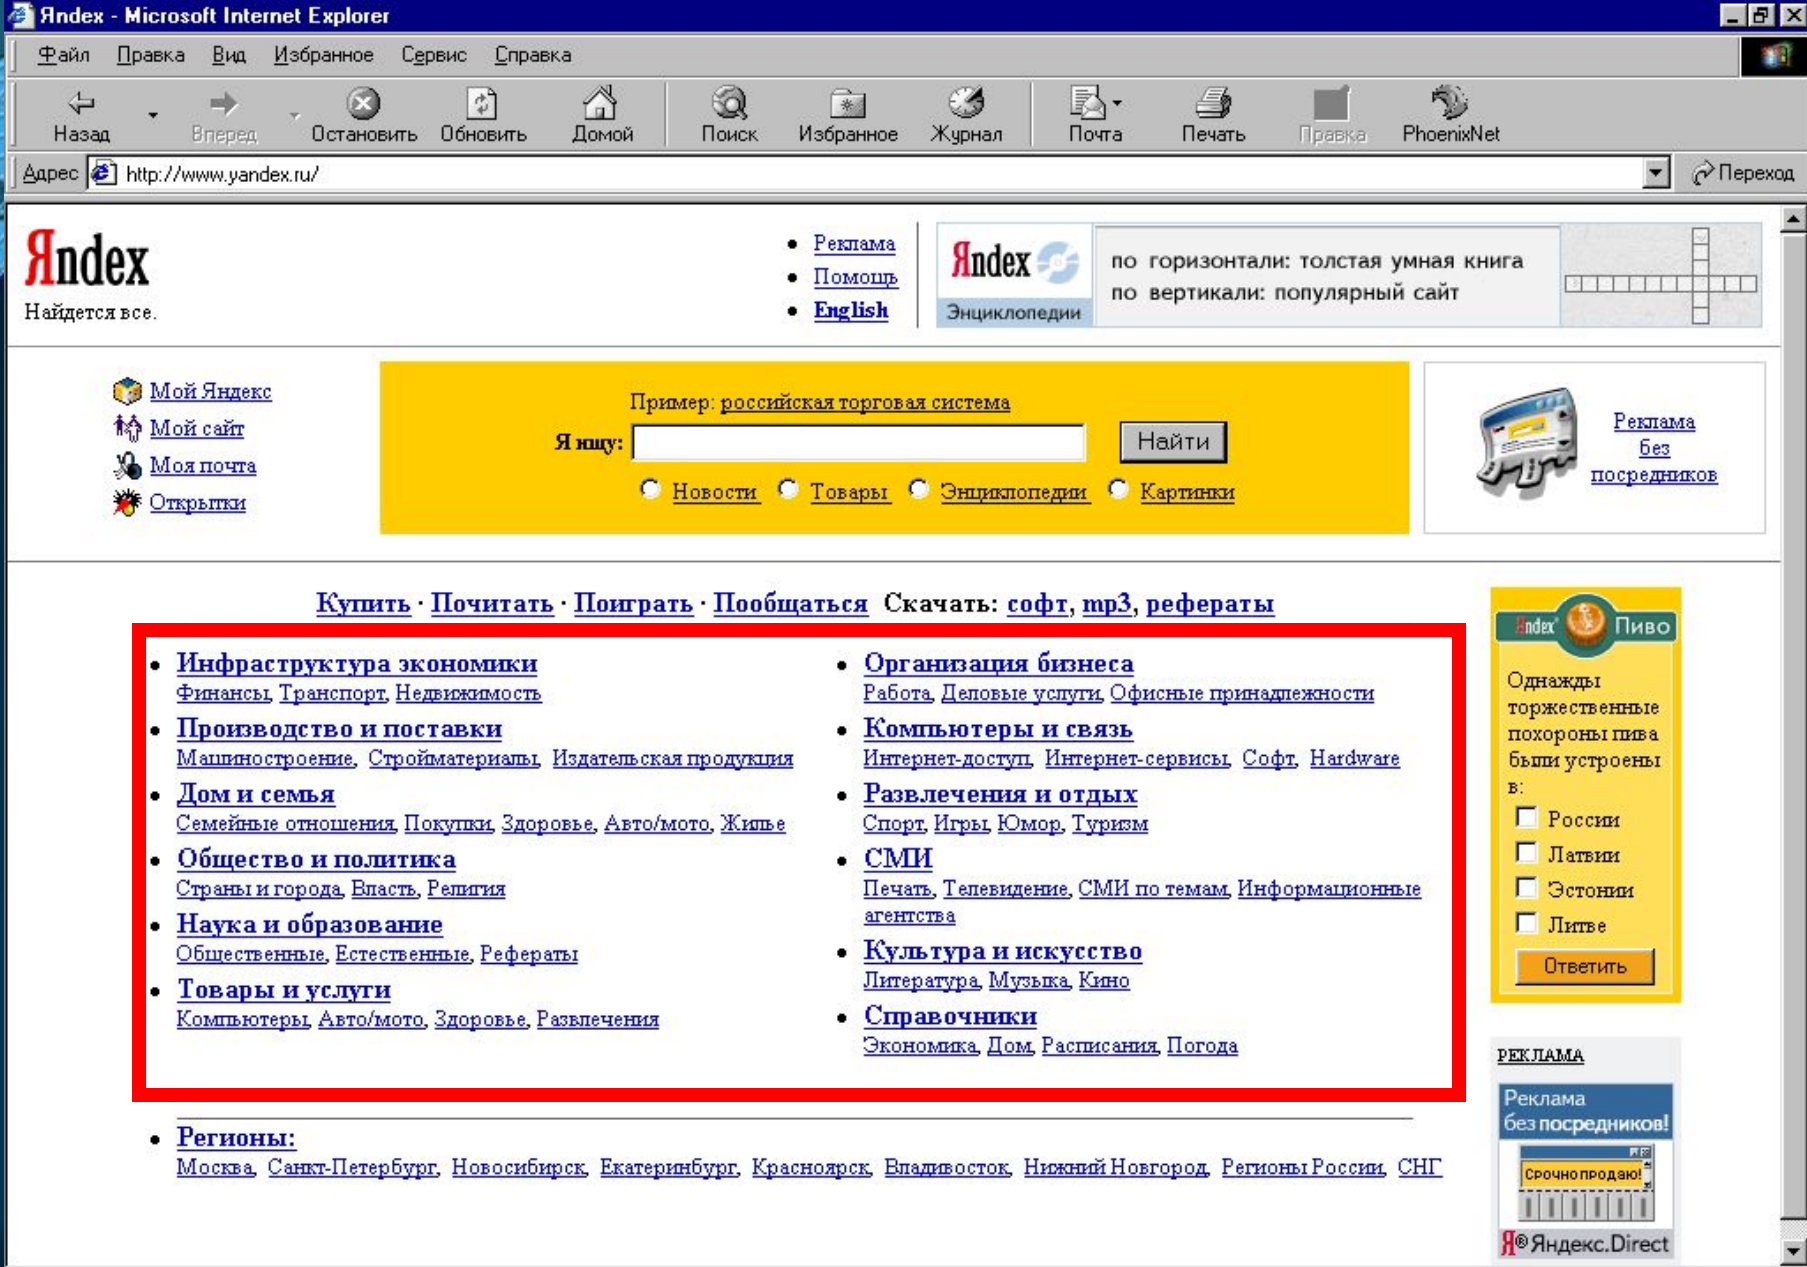 Яndex - Microsoft Internet Explorer
Файл Правка Вид Избранное Сервис Справка
Назад Вперед Остановить Обновить Домой Поиск Избранное Журнал Почта Печать Правка PhoenixNet
Адрес http://www.yandex.ru/ Переход
Яndex
Найдется все.
Реклама
Помощь
English
Яndex
Энциклопедии
по горизонтали: толстая умная книга
по вертикали: популярный сайт
Мой Яндекс
Мой сайт
Моя почта
Открытки
Пример: российская торговая система
Я ищу: Найти
Новости Товары Энциклопедии Картинки
Реклама
без
посредников
Купить · Почитать · Поиграть · Пообщаться Скачать: софт, mp3, рефераты
Инфраструктура экономики
Финансы, Транспорт, Недвижимость
Производство и поставки
Машиностроение, Стройматериалы, Издательская продукция
Дом и семья
Семейные отношения, Покупки, Здоровье, Авто/мото, Жилье
Общество и политика
Страны и города, Власть, Религия
Наука и образование
Общественные, Естественные, Рефераты
Товары и услуги
Компьютеры, Авто/мото, Здоровье, Развлечения
Организация бизнеса
Работа, Деловые услуги, Офисные принадлежности
Компьютеры и связь
Интернет-доступ, Интернет-сервисы, Софт, Hardware
Развлечения и отдых
Спорт, Игры, Юмор, Туризм
СМИ
Печать, Телевидение, СМИ по темам, Информационные
агентства
Культура и искусство
Литература, Музыка, Кино
Справочники
Экономика, Дом, Расписания, Погода
Регионы:
Москва, Санкт-Петербург, Новосибирск, Екатеринбург, Красноярск, Владивосток, Нижний Новгород, Регионы России, СНГ
Яndex Пиво
Однажды
торжественные
похороны пива
были устроены
в:
России
Латвии
Эстонии
Литве
Ответить
РЕКЛАМА
Реклама
без посредников!
Срочно продаю!
Я® Яндекс.Direct